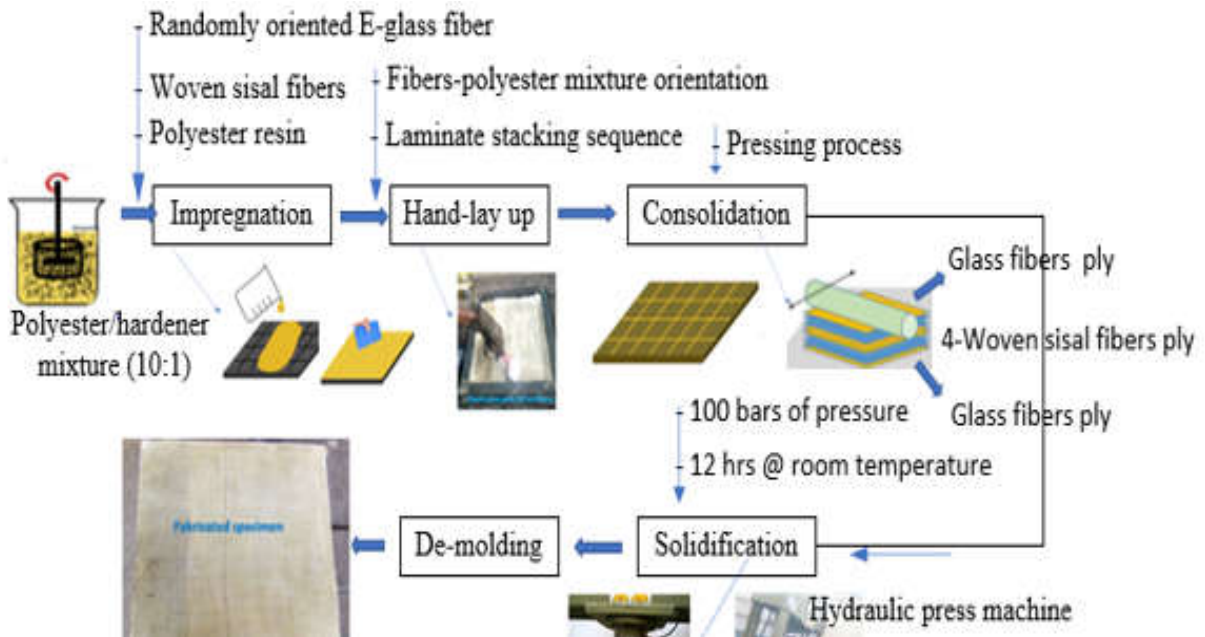 - Randomly oriented E-glass fiber
- Woven sisal fibers
- Polyester resin
- Fibers-polyester mixture orientation
- Laminate stacking sequence
- Pressing process
Impregnation
Hand-lay up
Consolidation
Polyester/hardener
mixture (10:1)
Glass fibers ply
4-Woven sisal fibers ply
Glass fibers ply
- 100 bars of pressure
- 12 hrs @ room temperature
Fabricated specimen
De-molding
Solidification
Hydraulic press machine